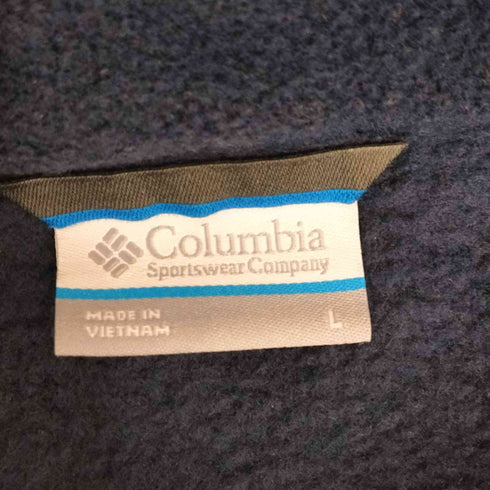 Columbia
Sportswear Company
MADE IN
VIETNAM
L